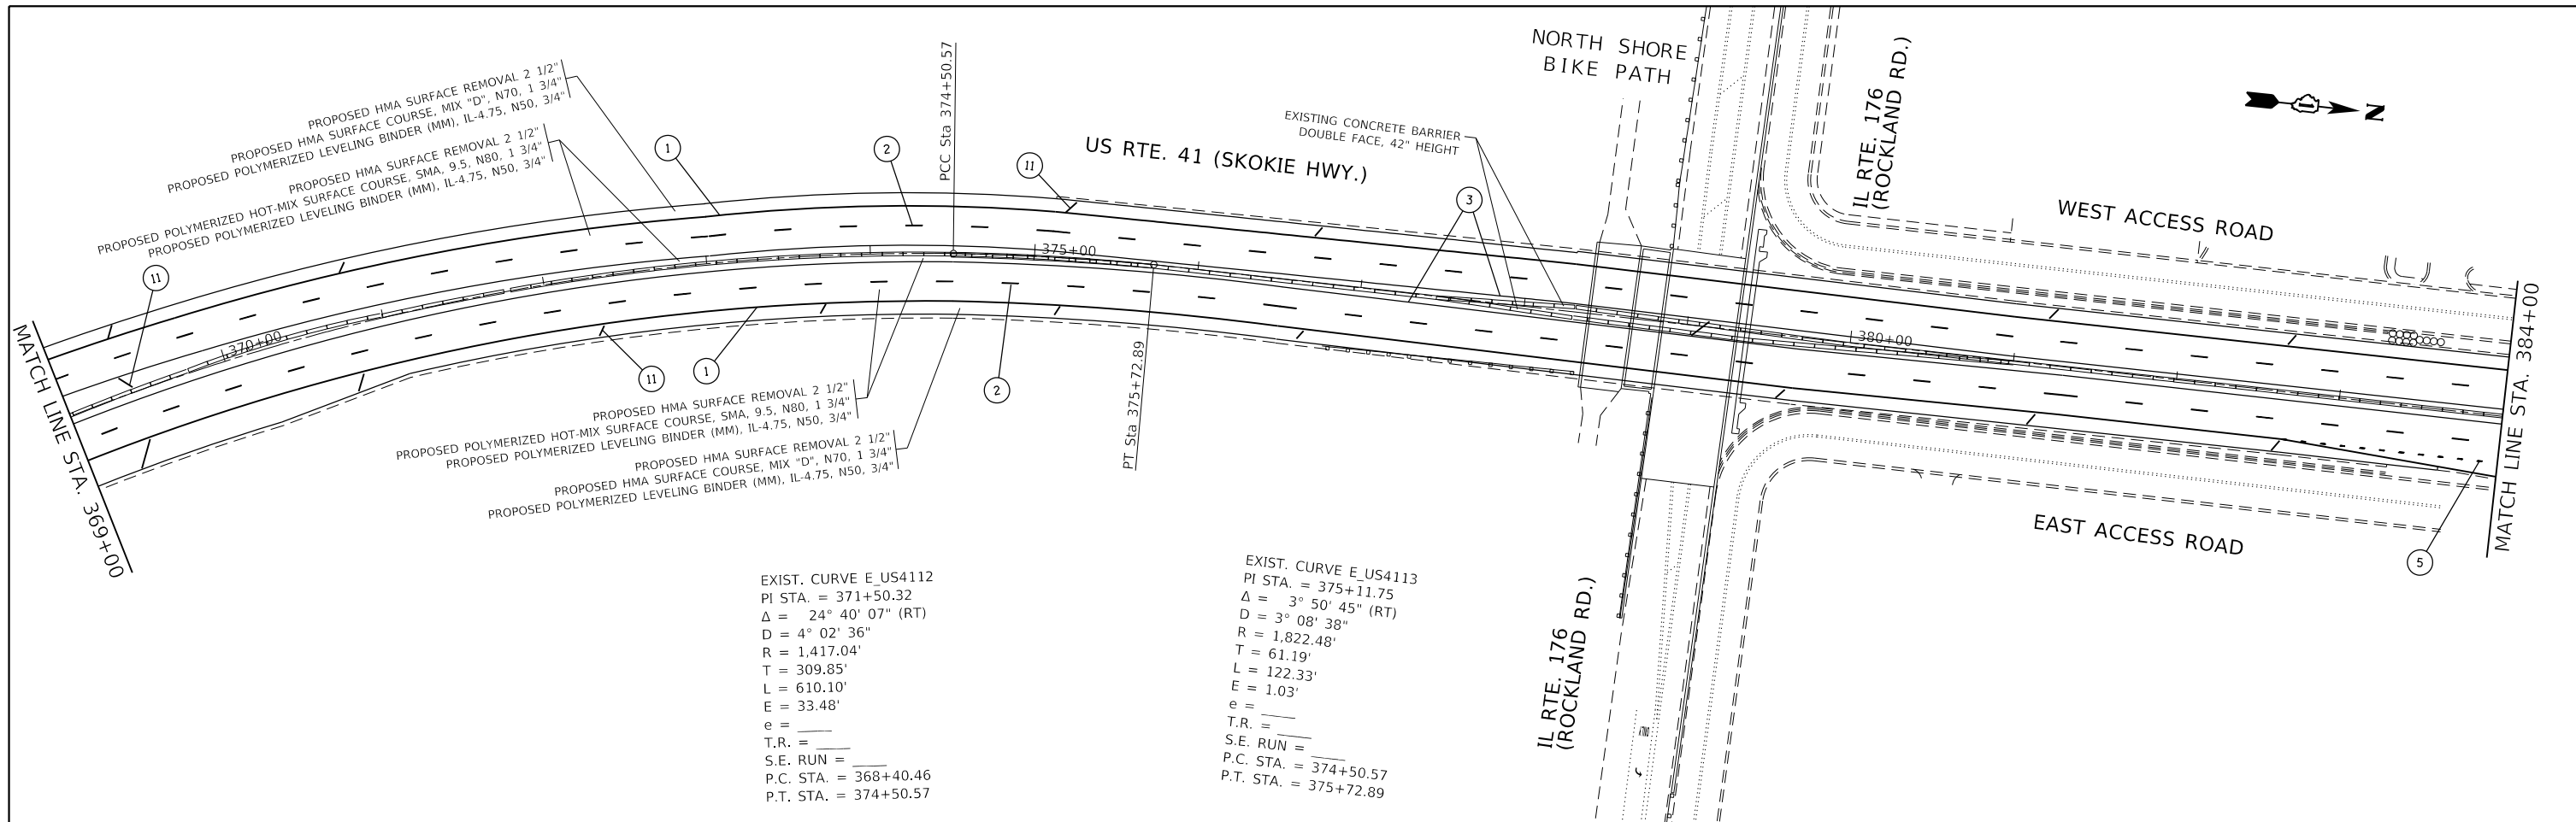 PROPOSED HMA SURFACE REMOVAL 2 1/2"
PROPOSED HMA SURFACE COURSE, MIX "D", N70, 1 3/4"
PROPOSED POLYMERIZED LEVELING BINDER (MM), IL-4.75, N50, 3/4"
PROPOSED HMA SURFACE REMOVAL 2 1/2"
PROPOSED POLYMERIZED HOT-MIX SURFACE COURSE, SMA, 9.5, N80, 1 3/4"
PROPOSED POLYMERIZED LEVELING BINDER (MM), IL-4.75, N50, 3/4"
11
1
2
PCC Sta 374+50.57
11
US RTE. 41 (SKOKIE HWY.)
EXISTING CONCRETE BARRIER
DOUBLE FACE, 42" HEIGHT
3
NORTH SHORE
BIKE PATH
IL RTE. 176
(ROCKLAND RD.)
WEST ACCESS ROAD
N
MATCH LINE STA. 369+00
370+00
375+00
380+00
MATCH LINE STA. 384+00
11
1
2
PT Sta 375+72.89
PROPOSED HMA SURFACE REMOVAL 2 1/2"
PROPOSED POLYMERIZED HOT-MIX SURFACE COURSE, SMA, 9.5, N80, 1 3/4"
PROPOSED POLYMERIZED LEVELING BINDER (MM), IL-4.75, N50, 3/4"
PROPOSED HMA SURFACE REMOVAL 2 1/2"
PROPOSED HMA SURFACE COURSE, MIX "D", N70, 1 3/4"
PROPOSED POLYMERIZED LEVELING BINDER (MM), IL-4.75, N50, 3/4"
EAST ACCESS ROAD
5
EXIST. CURVE E_US4112
PI STA. = 371+50.32
Δ = 24° 40' 07" (RT)
D = 4° 02' 36"
R = 1,417.04'
T = 309.85'
L = 610.10'
E = 33.48'
e = ____
T.R. = ____
S.E. RUN = ____
P.C. STA. = 368+40.46
P.T. STA. = 374+50.57
EXIST. CURVE E_US4113
PI STA. = 375+11.75
Δ = 3° 50' 45" (RT)
D = 3° 08' 38"
R = 1,822.48'
T = 61.19'
L = 122.33'
E = 1.03'
e = ____
T.R. = ____
S.E. RUN = ____
P.C. STA. = 374+50.57
P.T. STA. = 375+72.89
IL RTE. 176
(ROCKLAND RD.)